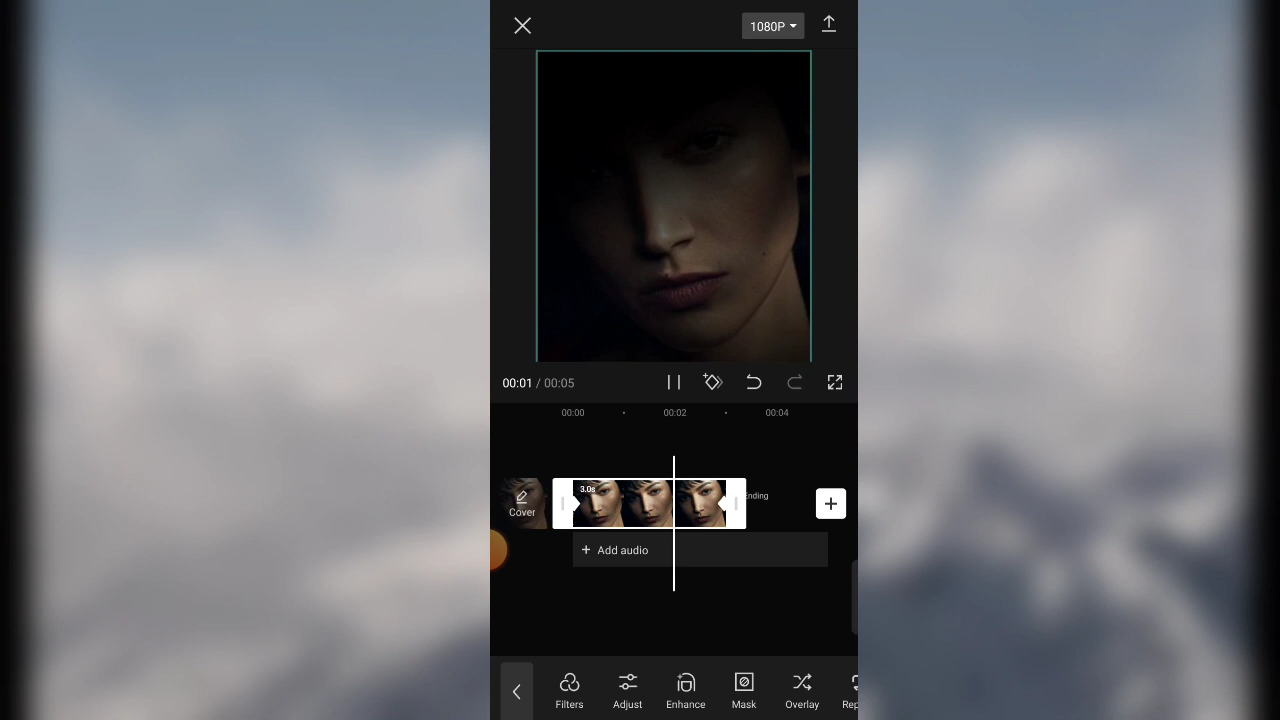 1080P
00:01 / 00:05
00:00 00:02 00:04
3.0s
Ending
Cover
+ Add audio
Filters Adjust Enhance Mask Overlay Rep